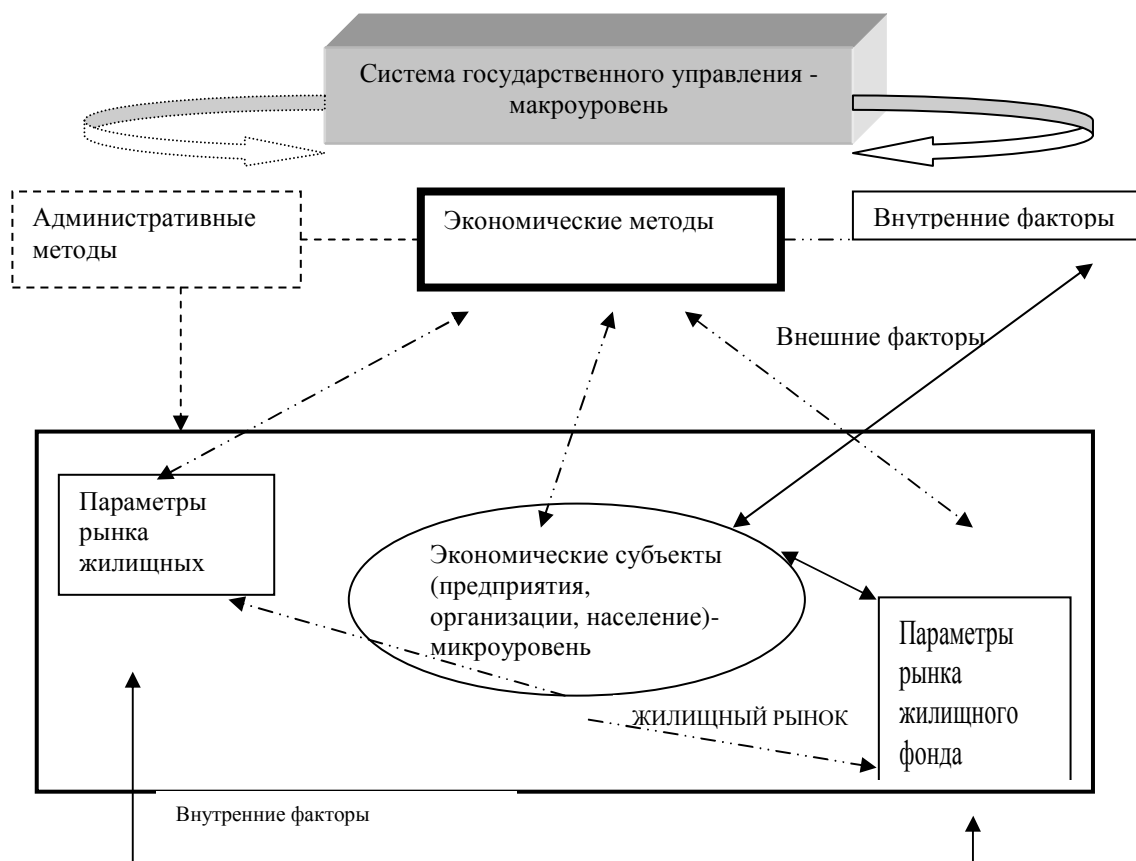 Система государственного управления -
макроуровень
Административные
методы
Экономические методы
Внутренние факторы
Внешние факторы
Параметры
рынка
жилищных
Экономические субъекты
(предприятия,
организации, население)-
микроуровень
Параметры
рынка
жилищного
фонда
ЖИЛИЩНЫЙ РЫНОК
Внутренние факторы